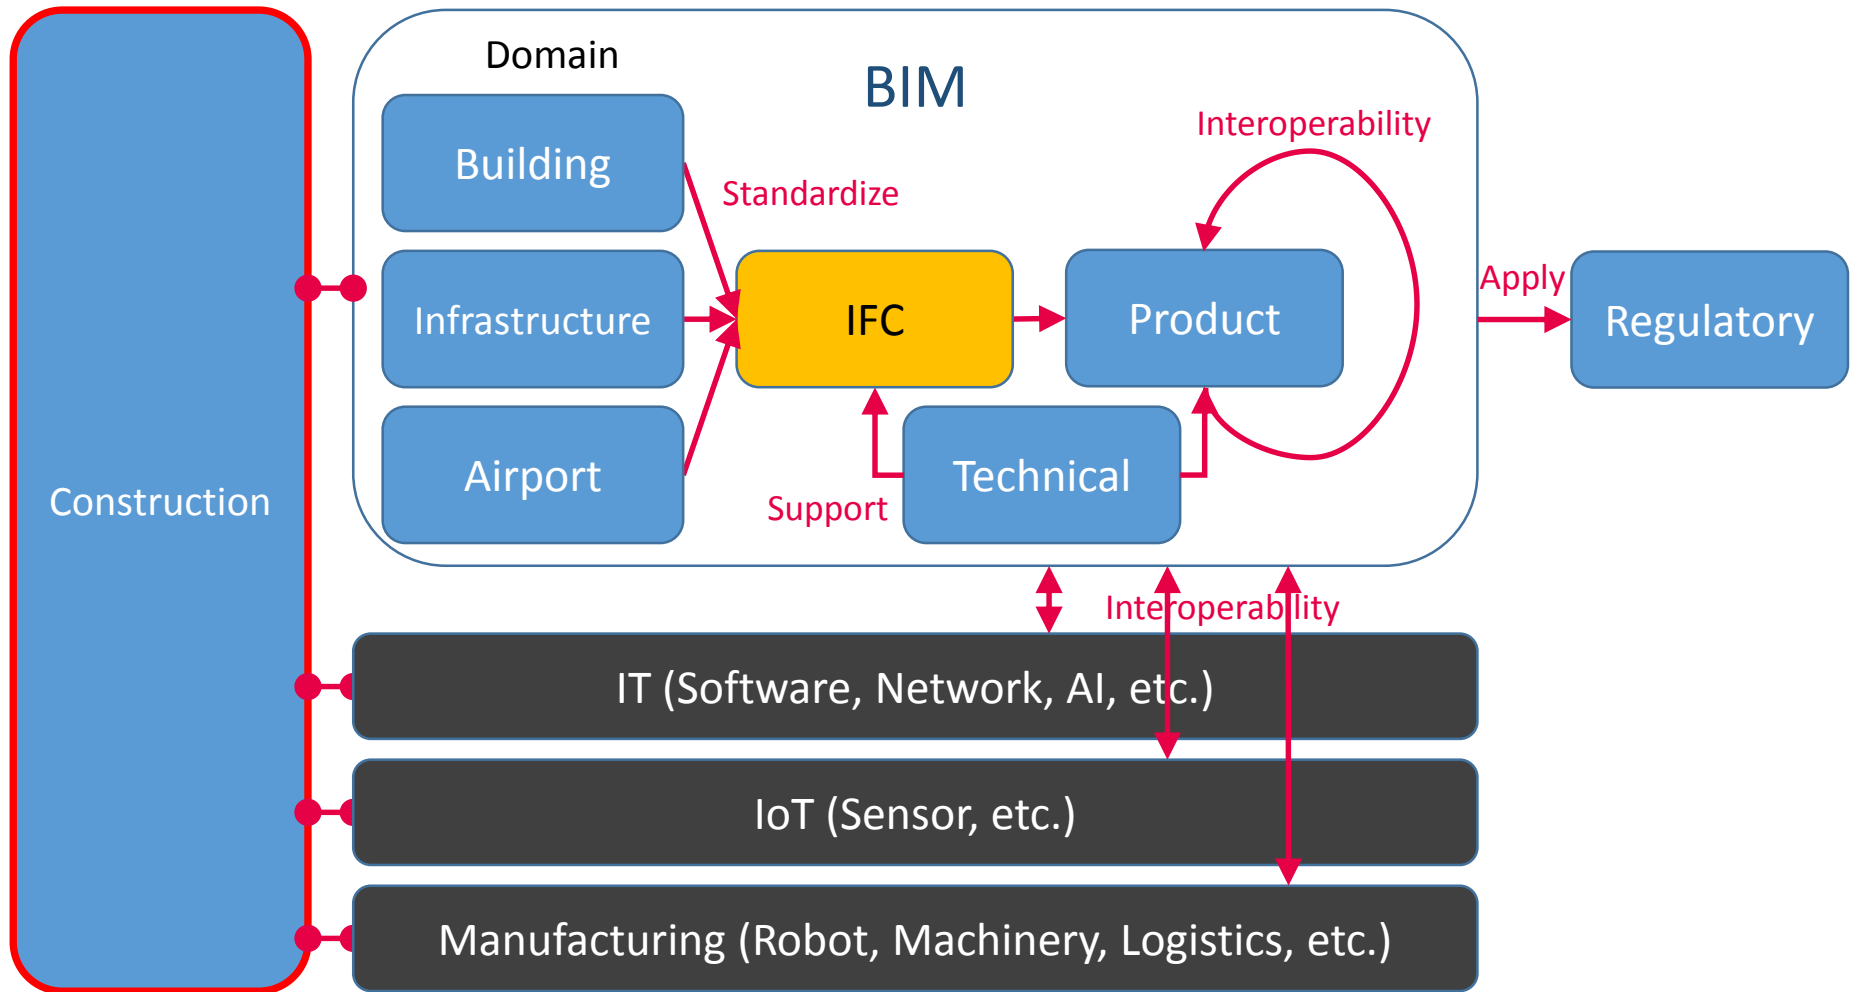 Domain
BIM
Building
Interoperability
Standardize
Infrastructure
IFC
Product
Apply
Regulatory
Airport
Technical
Support
Construction
Interoperability
IT (Software, Network, AI, etc.)
IoT (Sensor, etc.)
Manufacturing (Robot, Machinery, Logistics, etc.)